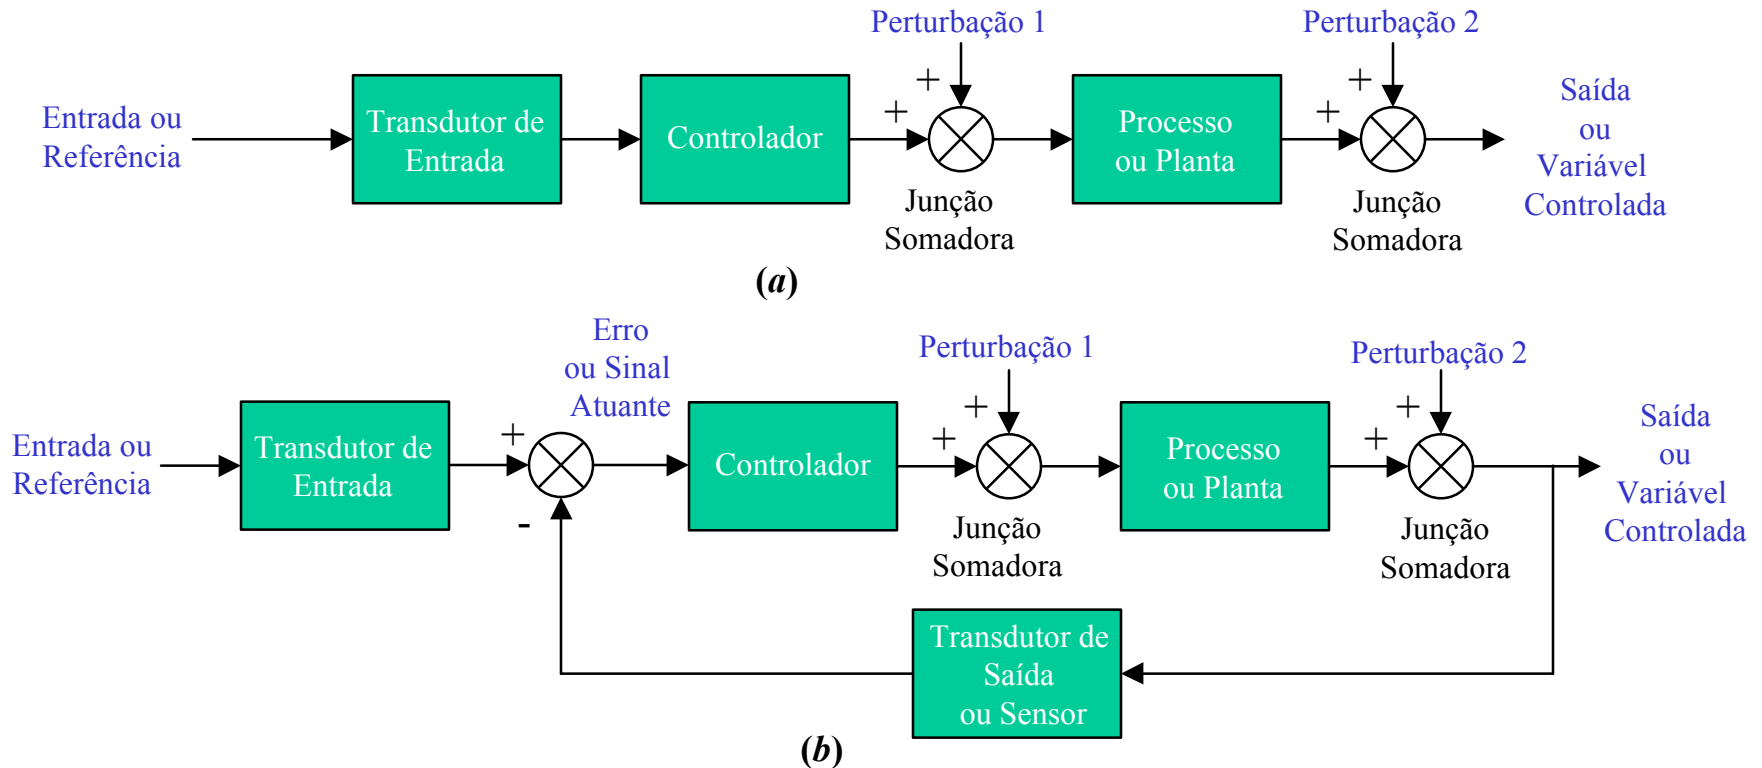 Perturbação 1
Perturbação 2
Entrada ou
Referência
Transdutor de
Entrada
Controlador
+
+
Junção
Somadora
Processo
ou Planta
+
+
Junção
Somadora
Saída
ou
Variável
Controlada
(a)
Erro
ou Sinal
Atuante
Perturbação 1
Perturbação 2
Entrada ou
Referência
Transdutor de
Entrada
+
-
Controlador
+
+
Junção
Somadora
Processo
ou Planta
+
+
Junção
Somadora
Saída
ou
Variável
Controlada
Transdutor de
Saída
ou Sensor
(b)